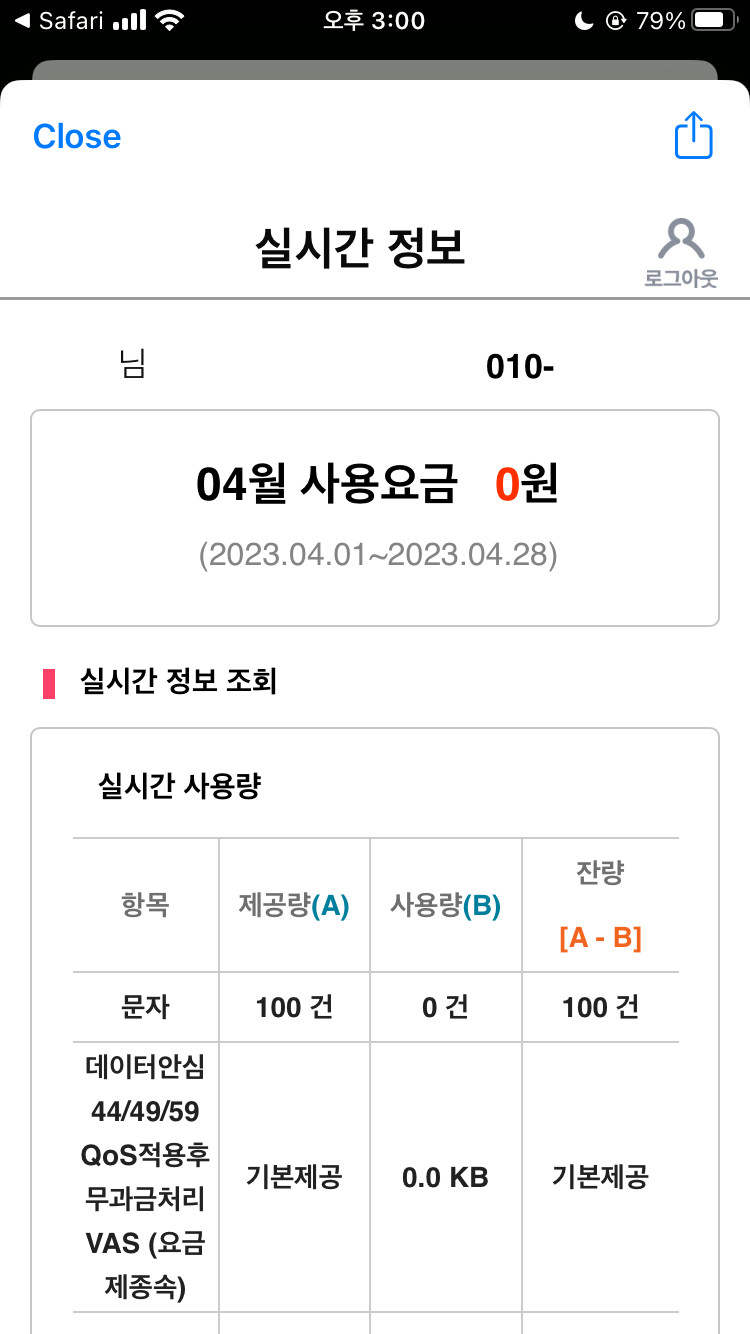 Safari 오후 3:00 79%
Close
실시간 정보
로그아웃
님 010-
04월 사용요금 0원
(2023.04.01~2023.04.28)
실시간 정보 조회
실시간 사용량
항목 제공량(A) 사용량(B) 잔량
[A - B]
문자 100 건 0 건 100 건
데이터안심
44/49/59
QoS적용후
무과금처리
VAS (요금
제종속)
기본제공 0.0 KB 기본제공